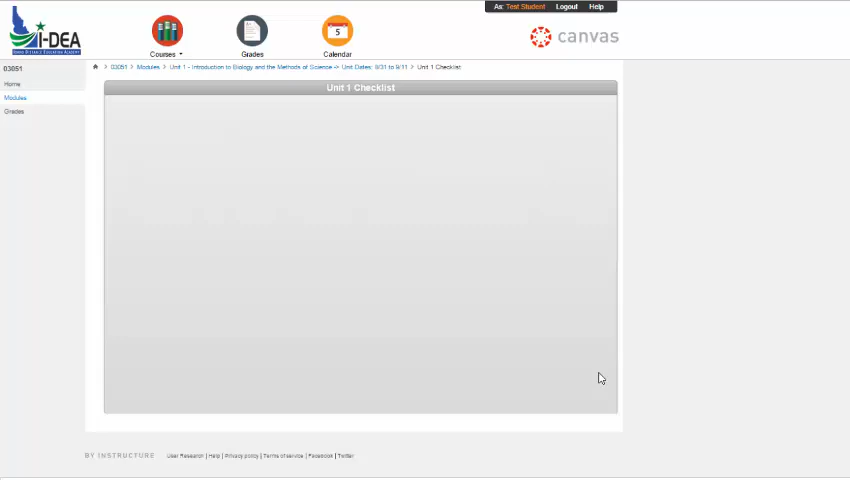 As: Test Student Logout Help
I-DEA
IDAHO DISTANCE EDUCATION ACADEMY
5
Courses
Grades
Calendar
canvas
03051
Home
Modules
Grades
03051 > Modules > Unit 1 - Introduction to Biology and the Methods of Science -> Unit Dates: 8/31 to 9/11 > Unit 1 Checklist
Unit 1 Checklist
BY INSTRUCTURE
User Research | Help | Privacy policy | Terms of service | Facebook | Twitter